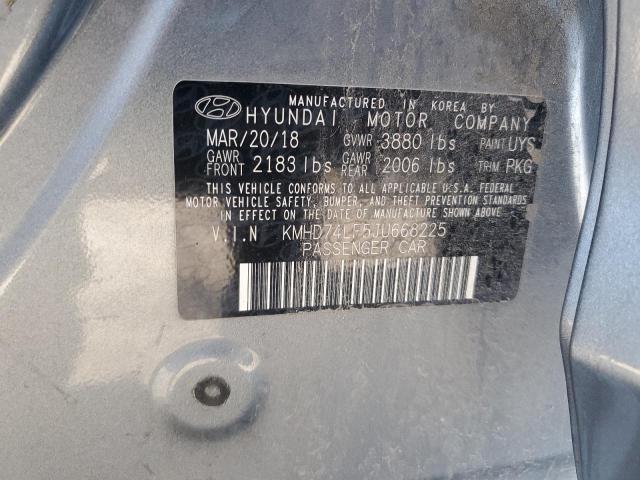 MANUFACTURED IN KOREA BY
HYUNDAI MOTOR COMPANY
MAR/20/18 GVWR 3880 lbs PAINT UYS
GAWR FRONT 2183 lbs GAWR REAR 2006 lbs TRIM PKG
THIS VEHICLE CONFORMS TO ALL APPLICABLE U.S.A. FEDERAL
MOTOR VEHICLE SAFETY, BUMPER, AND THEFT PREVENTION STANDARDS
IN EFFECT ON THE DATE OF MANUFACTURE SHOWN ABOVE.
V.I.N KMHD74LF5JU668225
PASSENGER CAR